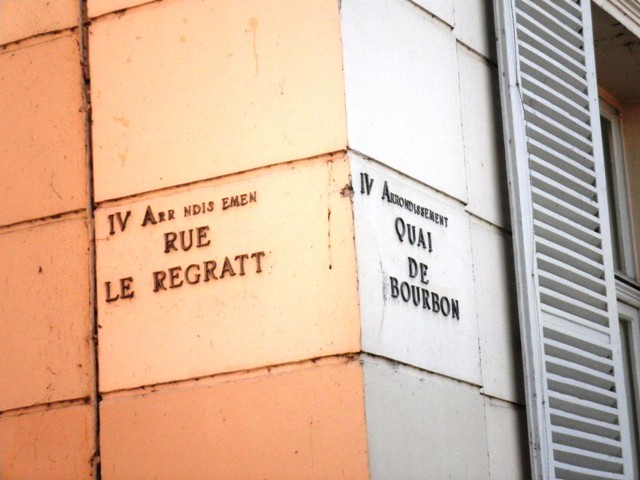 IV ARR NDIS EMEN
RUE
LE REGRATT
IV ARRONDISSEMENT
QUAI
DE
BOURBON